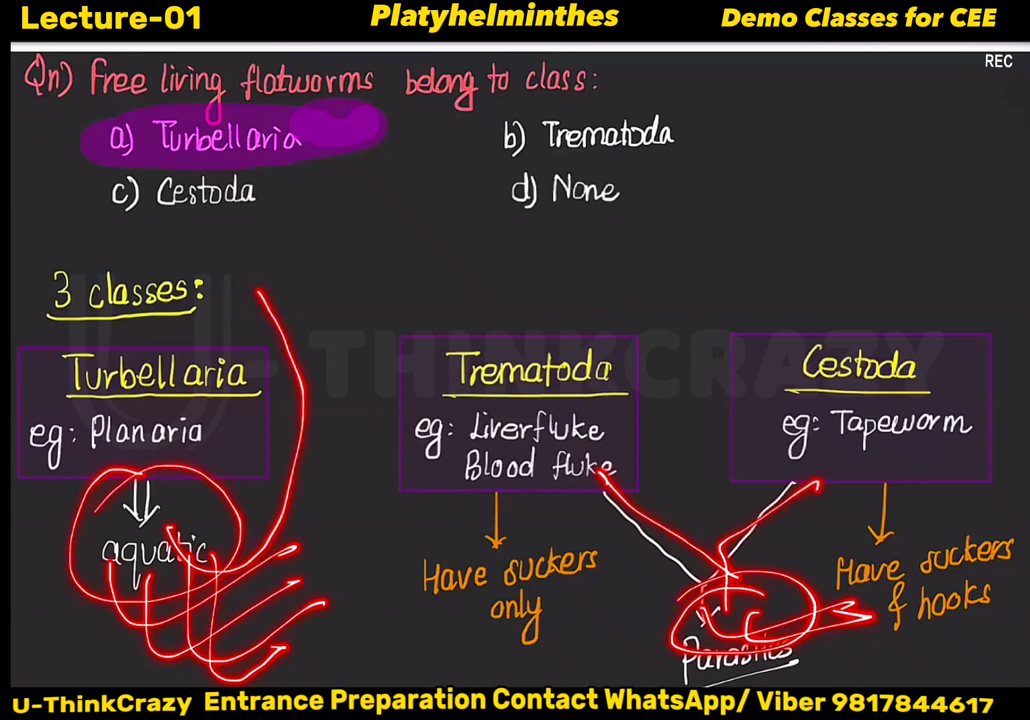 Lecture-01
Platyhelminthes
Demo Classes for CEE
REC
Qn) Free living flatworms belong to class:
a) Turbellaria
b) Trematoda
c) Cestoda
d) None
3 classes:
Turbellaria
eg: Planaria
aquatic
Trematoda
eg: Liverfluke
Blood fluke
Have suckers
only
Cestoda
eg: Tapeworm
Have suckers
& hooks
Parasitics
U-THINKCRAZY
U-ThinkCrazy Entrance Preparation Contact WhatsApp/ Viber 9817844617